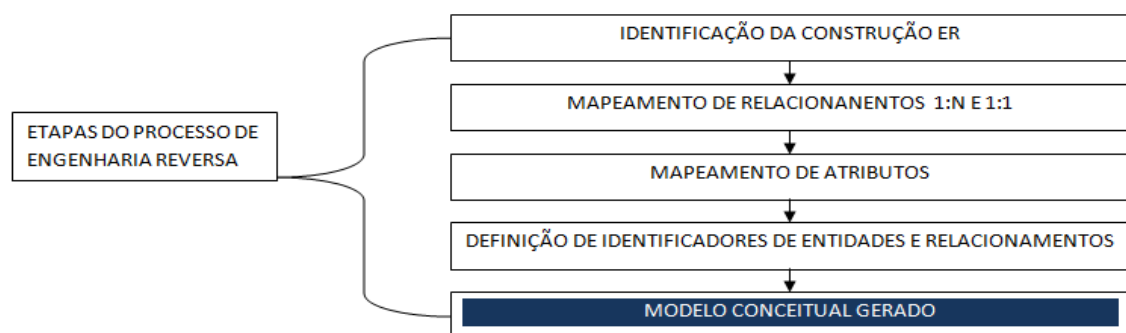 IDENTIFICAÇÃO DA CONSTRUÇÃO ER
MAPEAMENTO DE RELACIONANENTOS 1:N E 1:1
ETAPAS DO PROCESSO DE
ENGENHARIA REVERSA
MAPEAMENTO DE ATRIBUTOS
DEFINIÇÃO DE IDENTIFICADORES DE ENTIDADES E RELACIONAMENTOS
MODELO CONCEITUAL GERADO